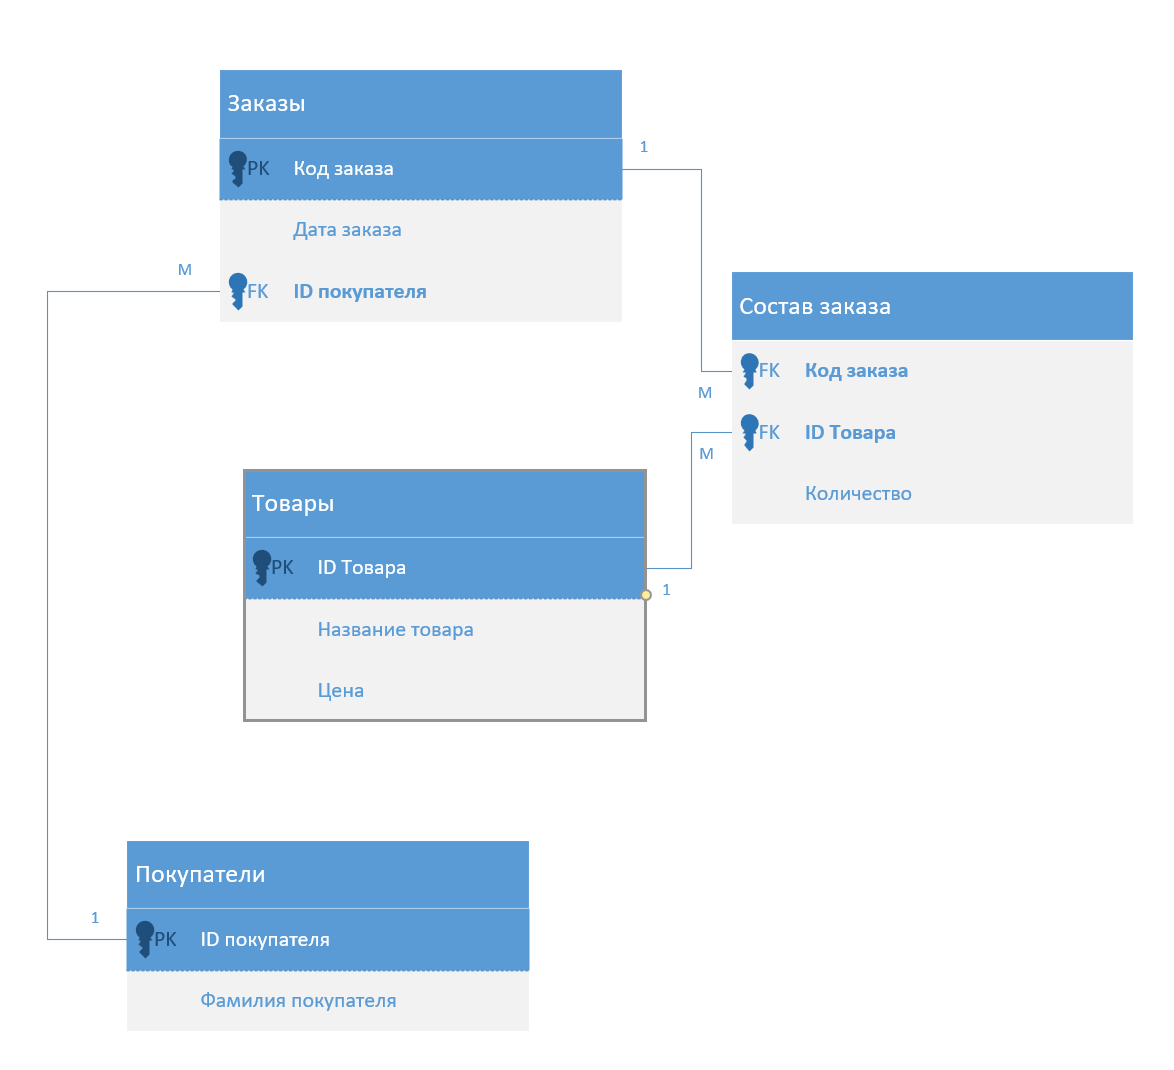 Заказы
PK Код заказа
Дата заказа
FK ID покупателя
1
M
Состав заказа
FK Код заказа
FK ID Товара
Количество
M
M
Товары
PK ID Товара
Название товара
Цена
1
Покупатели
PK ID покупателя
Фамилия покупателя
1